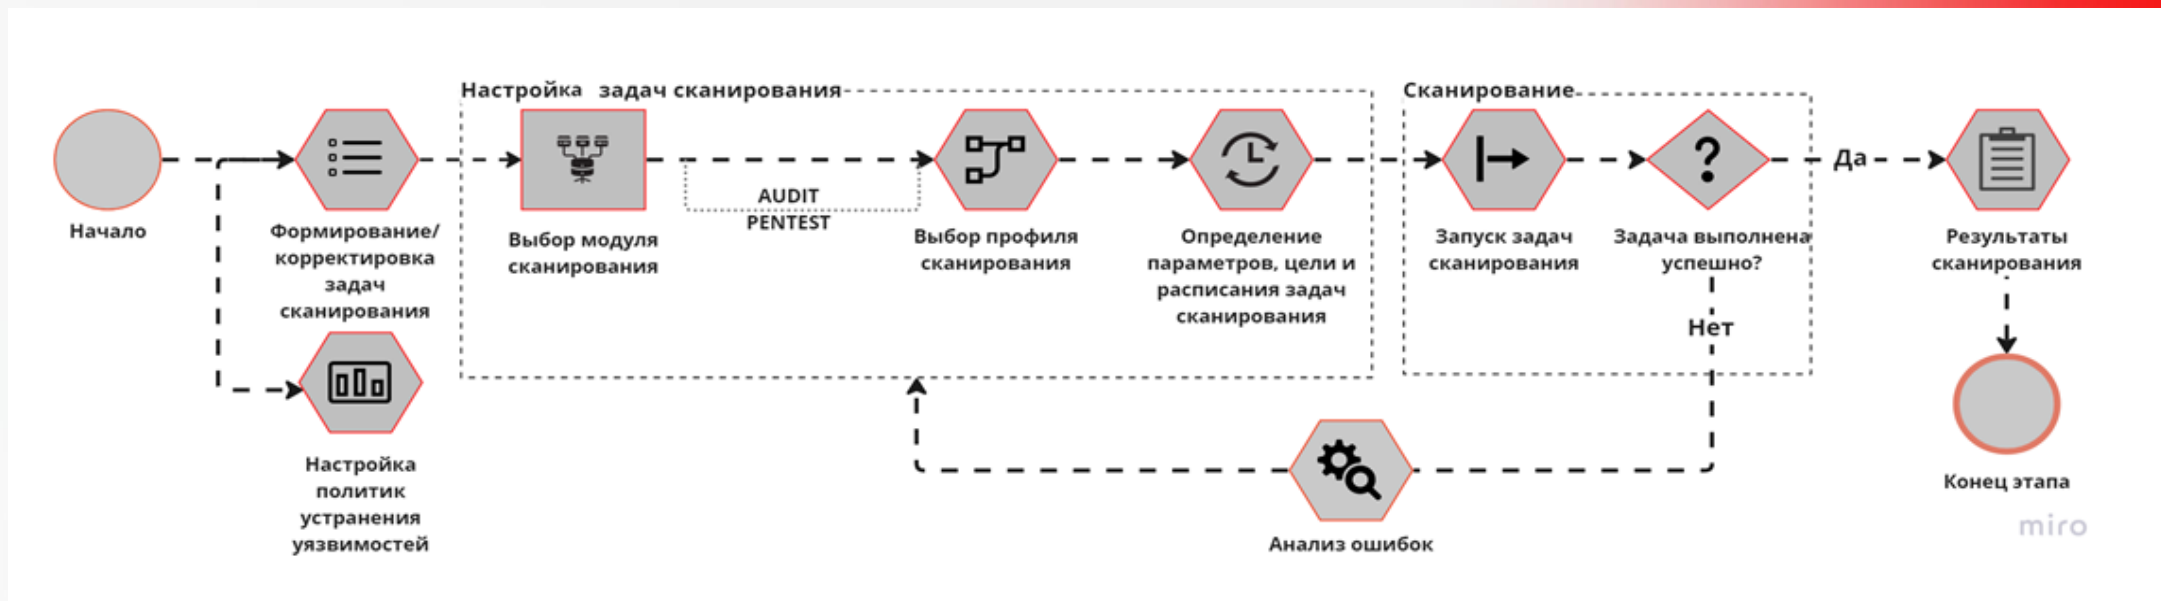 Начало
Формирование/
корректировка
задач
сканирования
Настройка
политик
устранения
уязвимостей
Настройка задач сканирования
Выбор модуля
сканирования
AUDIT
PENTEST
Выбор профиля
сканирования
Определение
параметров, цели и
расписания задач
сканирования
Сканирование
Запуск задач
сканирования
?
Задача выполнена
успешно?
Да
Нет
Анализ ошибок
Результаты
сканирования
Конец этапа
miro